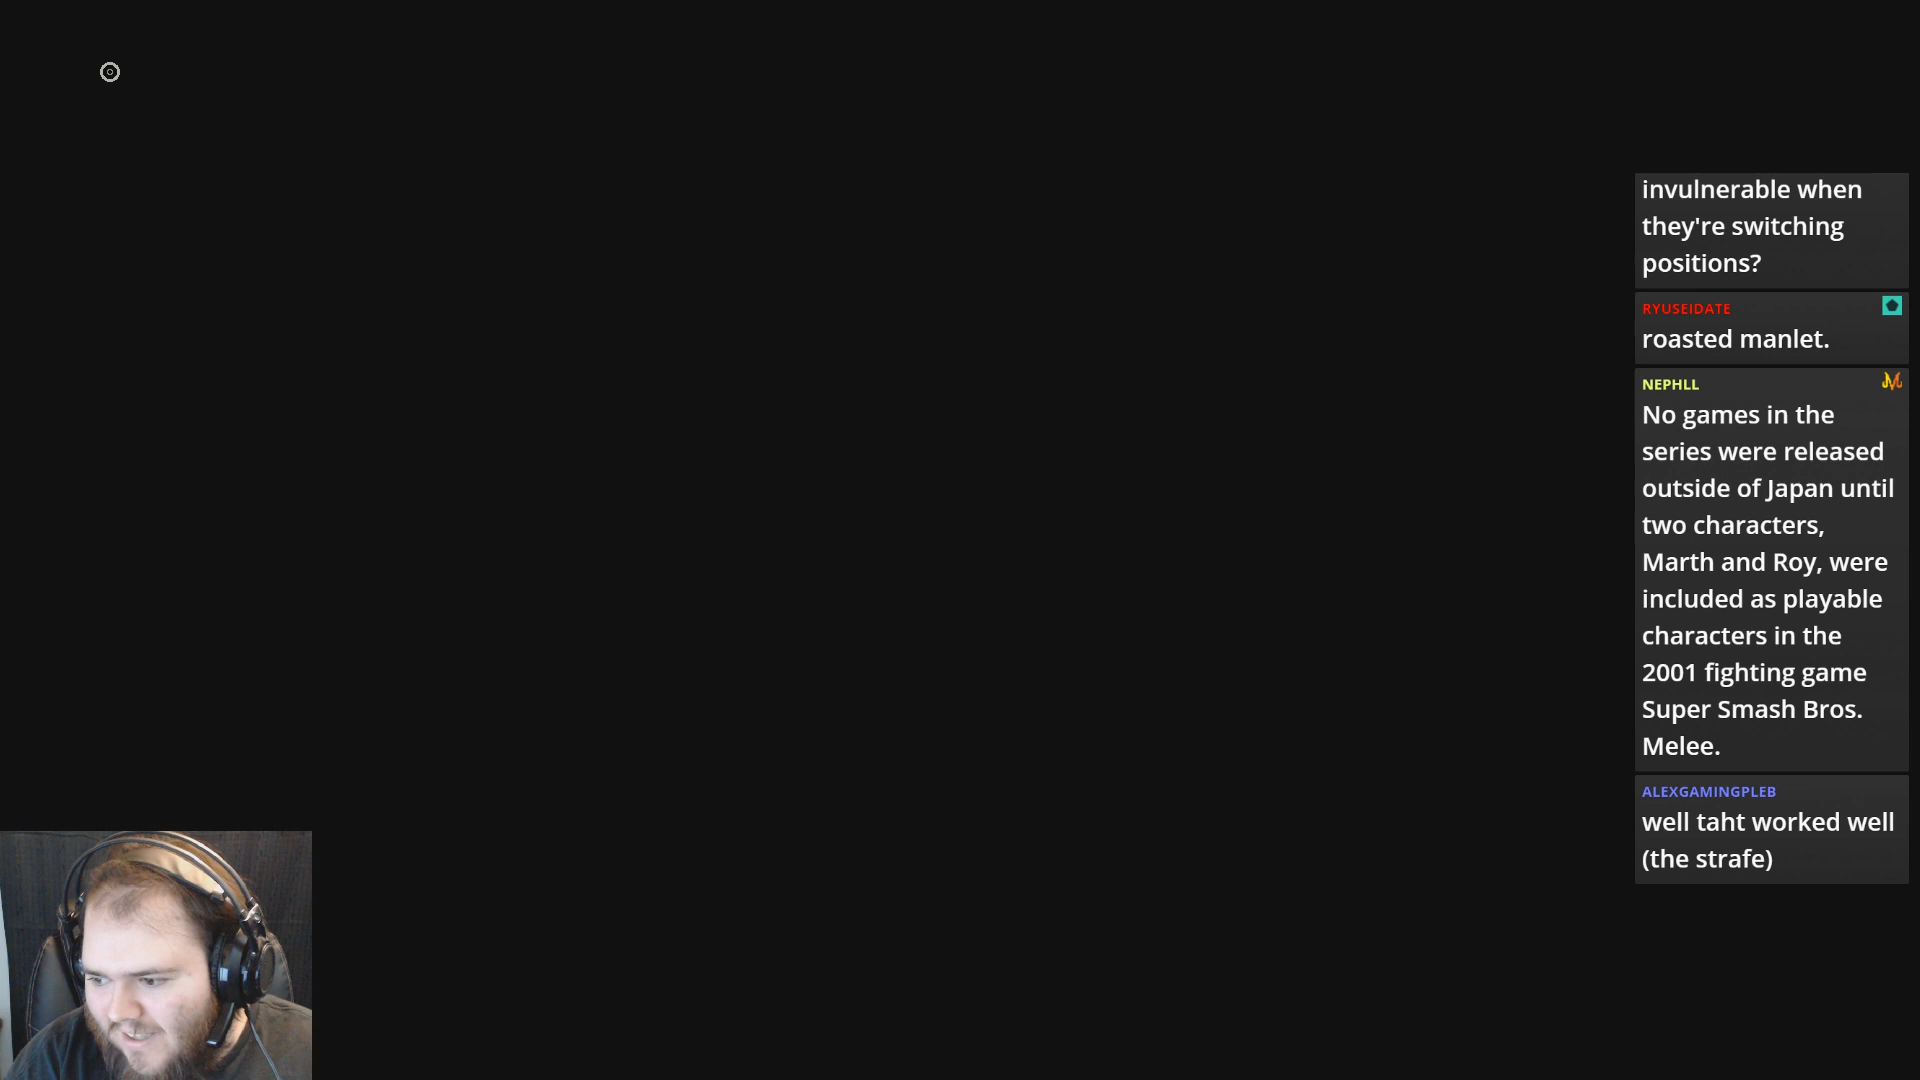 invulnerable when
they're switching
positions?
RYUSEIDATE
roasted manlet.
NEPHLL
No games in the
series were released
outside of Japan until
two characters,
Marth and Roy, were
included as playable
characters in the
2001 fighting game
Super Smash Bros.
Melee.
ALEXGAMINGPLEB
well taht worked well
(the strafe)